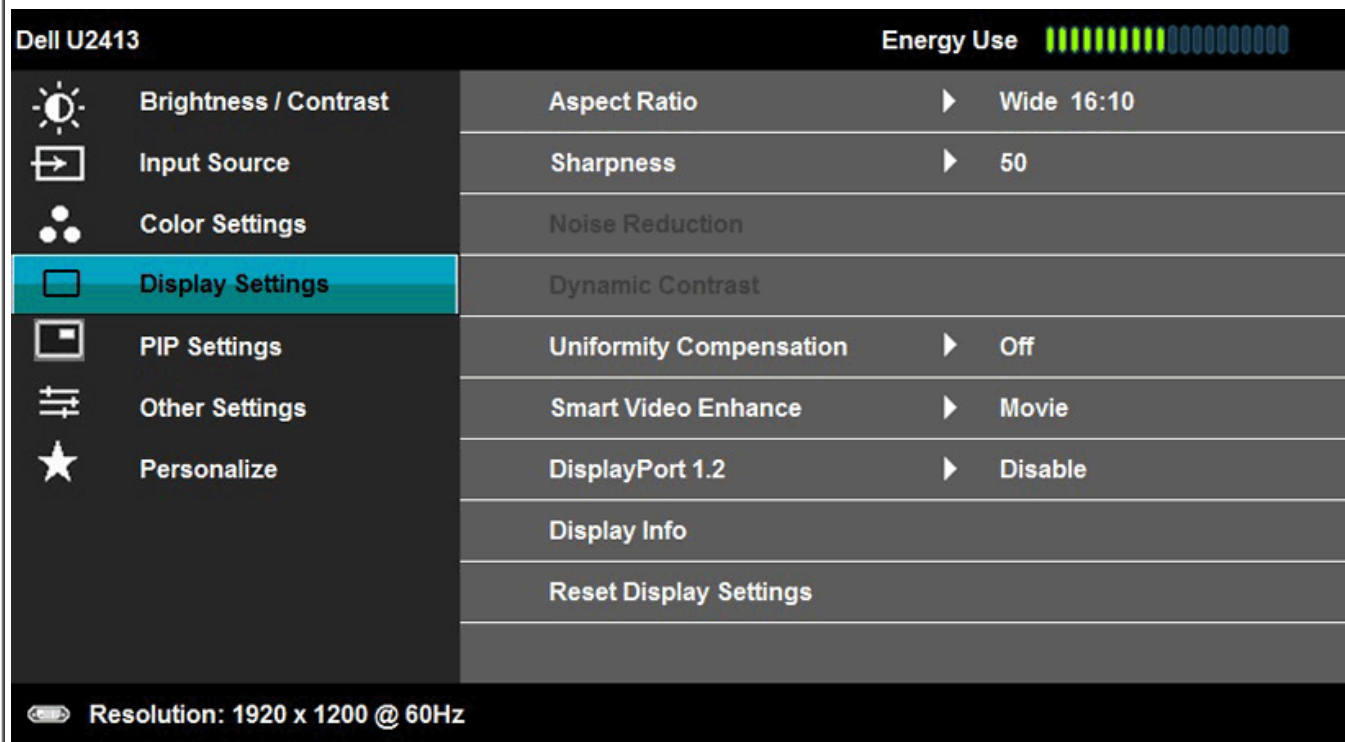 Dell U2413 Energy Use
Brightness / Contrast Aspect Ratio Wide 16:10
Input Source Sharpness 50
Color Settings Noise Reduction
Display Settings Dynamic Contrast
PIP Settings Uniformity Compensation Off
Other Settings Smart Video Enhance Movie
Personalize DisplayPort 1.2 Disable
Display Info
Reset Display Settings
Resolution: 1920 x 1200 @ 60Hz